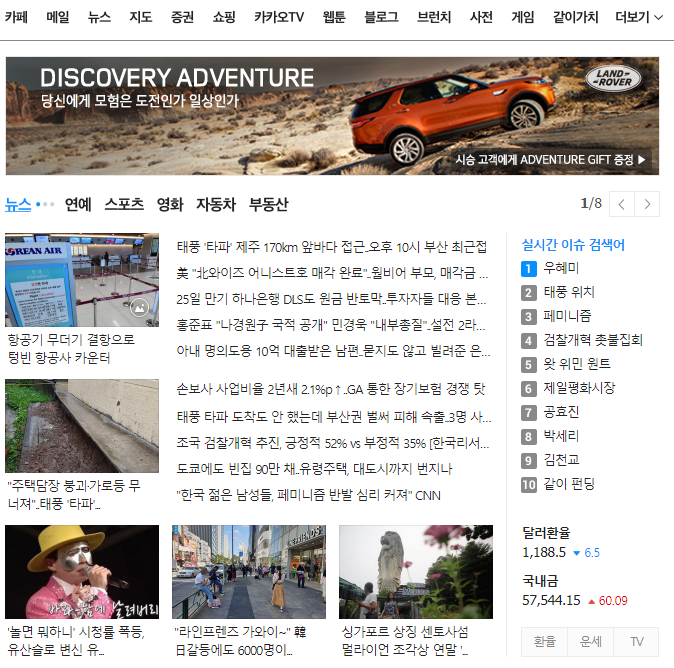 카페 메일 뉴스 지도 증권 쇼핑 카카오TV 웹툰 블로그 브런치 사전 게임 같이가치 더보기
DISCOVERY ADVENTURE
당신에게 모험은 도전인가 일상인가
LAND-
ROVER
시승 고객에게 ADVENTURE GIFT 증정 ▶
뉴스 연예 스포츠 영화 자동차 부동산
1/8
KOREAN AIR
항공기 무더기 결항으로
텅빈 항공사 카운터
"주택담장 붕괴·가로등 무
너져"..태풍 '타파'...
태풍 '타파' 제주 170km 앞바다 접근..오후 10시 부산 최근접
美 "北와이즈 어니스트호 매각 완료"..웜비어 부모, 매각금 ...
25일 만기 하나은행 DLS도 원금 반토막..투자자들 대응 본...
홍준표 "나경원子 국적 공개" 민경욱 "내부총질"..설전 2라...
아내 명의도용 10억 대출받은 남편..묻지도 않고 빌려준 은...
손보사 사업비율 2년새 2.1%p↑..GA 통한 장기보험 경쟁 탓
태풍 타파 도착도 안 했는데 부산권 벌써 피해 속출..3명 사...
조국 검찰개혁 추진, 긍정적 52% vs 부정적 35% [한국리서...
도쿄에도 빈집 90만 채..유령주택, 대도시까지 번지나
"한국 젊은 남성들, 페미니즘 반발 심리 커져" CNN
살려버리
'놀면 뭐하니' 시청률 폭등,
유산슬로 변신 유...
FRIENDS
"라인프렌즈 가와이~" 韓
日갈등에도 6000명이...
싱가포르 상징 센토사섬
멀라이언 조각상 연말 '...
실시간 이슈 검색어
1 우혜미
2 태풍 위치
3 페미니즘
4 검찰개혁 촛불집회
5 왓 위민 원트
6 제일평화시장
7 공효진
8 박세리
9 김천교
10 같이 펀딩
달러환율
1,188.5 ▼ 6.5
국내금
57,544.15 ▲ 60.09
환율 운세 TV